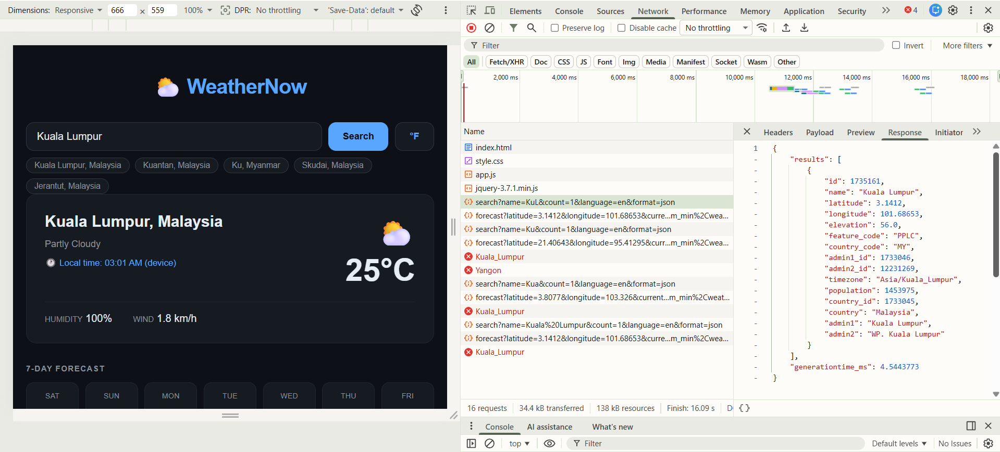 Dimensions: Responsive 666 × 559 100% DPR: No throttling 'Save-Data': default
WeatherNow
Kuala Lumpur Search °F
Kuala Lumpur, Malaysia Kuantan, Malaysia Ku, Myanmar Skudai, Malaysia
Jerantut, Malaysia
Kuala Lumpur, Malaysia
Partly Cloudy
Local time: 03:01 AM (device)
25°C
HUMIDITY 100% WIND 1.8 km/h
7-DAY FORECAST
SAT SUN MON TUE WED THU FRI
Elements Console Sources Network Performance Memory Application Security 4
Preserve log Disable cache No throttling
Filter Invert More filters
All Fetch/XHR Doc CSS JS Font Img Media Manifest Socket Wasm Other
2,000 ms 4,000 ms 6,000 ms 8,000 ms 10,000 ms 12,000 ms 14,000 ms 16,000 ms 18,000 ms
Name
index.html
style.css
app.js
jquery-3.7.1.min.js
search?name=KuL&count=1&language=en&format=json
forecast?latitude=3.1412&longitude=101.68653&curre...m_min%2Cwea...
search?name=Ku&count=1&language=en&format=json
forecast?latitude=21.40643&longitude=95.41295&curr...m_min%2Cwea...
Kuala_Lumpur
Yangon
search?name=Kua&count=1&language=en&format=json
forecast?latitude=3.8077&longitude=103.326&current...m_min%2Cweat...
Kuala_Lumpur
search?name=Kuala%20Lumpur&count=1&language=en&format=json
forecast?latitude=3.1412&longitude=101.68653&curre...m_min%2Cwea...
Kuala_Lumpur
16 requests 34.4 kB transferred 138 kB resources Finish: 16.09 s
Headers Payload Preview Response Initiator
1 {
- "results": [
- {
- "id": 1735161,
- "name": "Kuala Lumpur",
- "latitude": 3.1412,
- "longitude": 101.68653,
- "elevation": 56.0,
- "feature_code": "PPLC",
- "country_code": "MY",
- "admin1_id": 1733046,
- "admin2_id": 12231269,
- "timezone": "Asia/Kuala_Lumpur",
- "population": 1453975,
- "country_id": 1733045,
- "country": "Malaysia",
- "admin1": "Kuala Lumpur",
- "admin2": "WP. Kuala Lumpur"
- }
- ],
- "generationtime_ms": 4.5443773
- }
{}
Console AI assistance What's new
top Filter Default levels No Issues